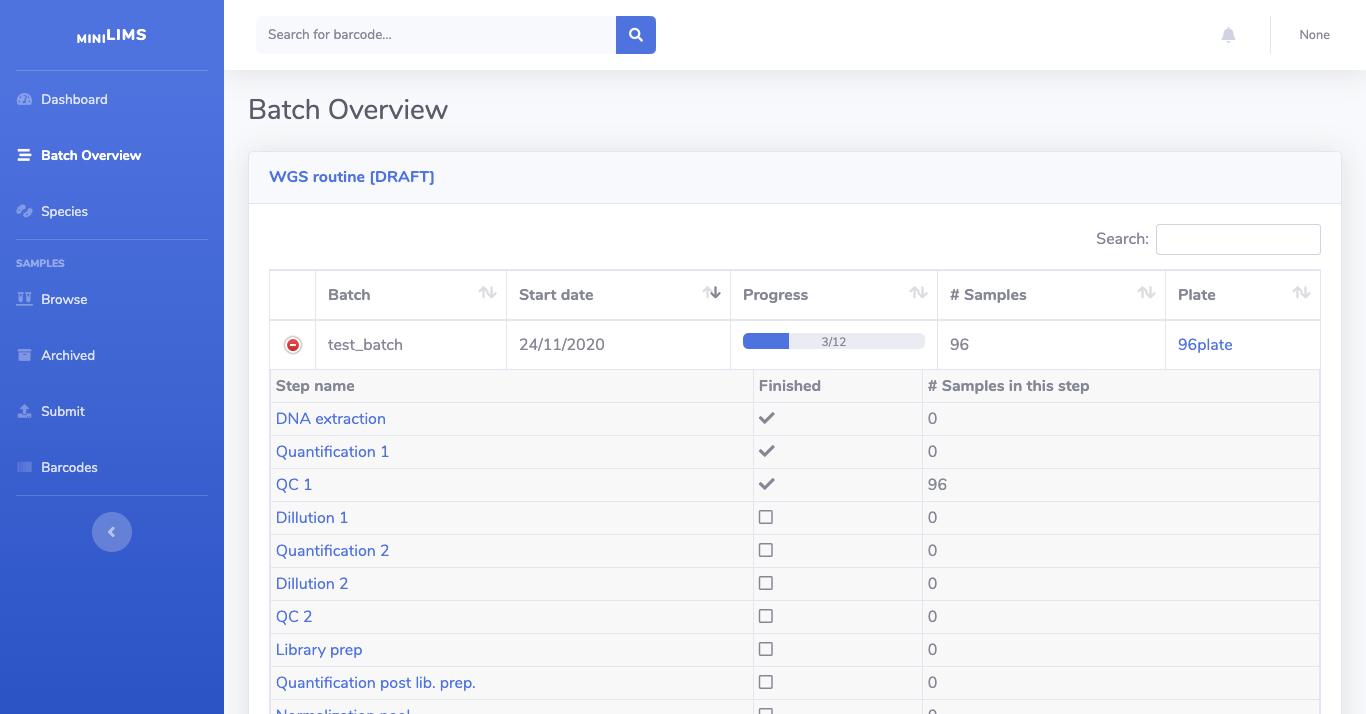 MINILIMS
Search for barcode...
None
Dashboard
Batch Overview
Species
SAMPLES
Browse
Archived
Submit
Barcodes
Batch Overview
WGS routine [DRAFT]
Search:
Batch Start date Progress # Samples Plate
test_batch 24/11/2020 3/12 96 96plate
Step name Finished # Samples in this step
DNA extraction 0
Quantification 1 0
QC 1 96
Dillution 1 0
Quantification 2 0
Dillution 2 0
QC 2 0
Library prep 0
Quantification post lib. prep. 0
Normalization pool 0